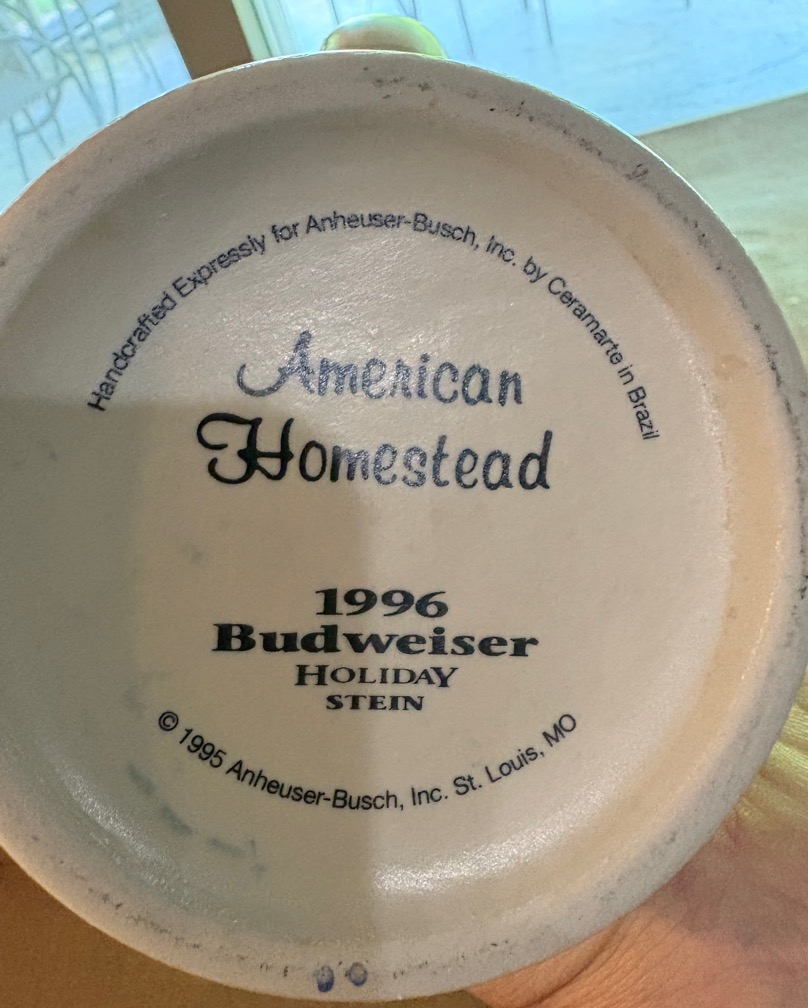 Handcrafted Expressly for Anheuser-Busch, Inc. by Ceramarte in Brazil
American
Homestead
1996
Budweiser
HOLIDAY
STEIN
© 1995 Anheuser-Busch, Inc. St. Louis, MO